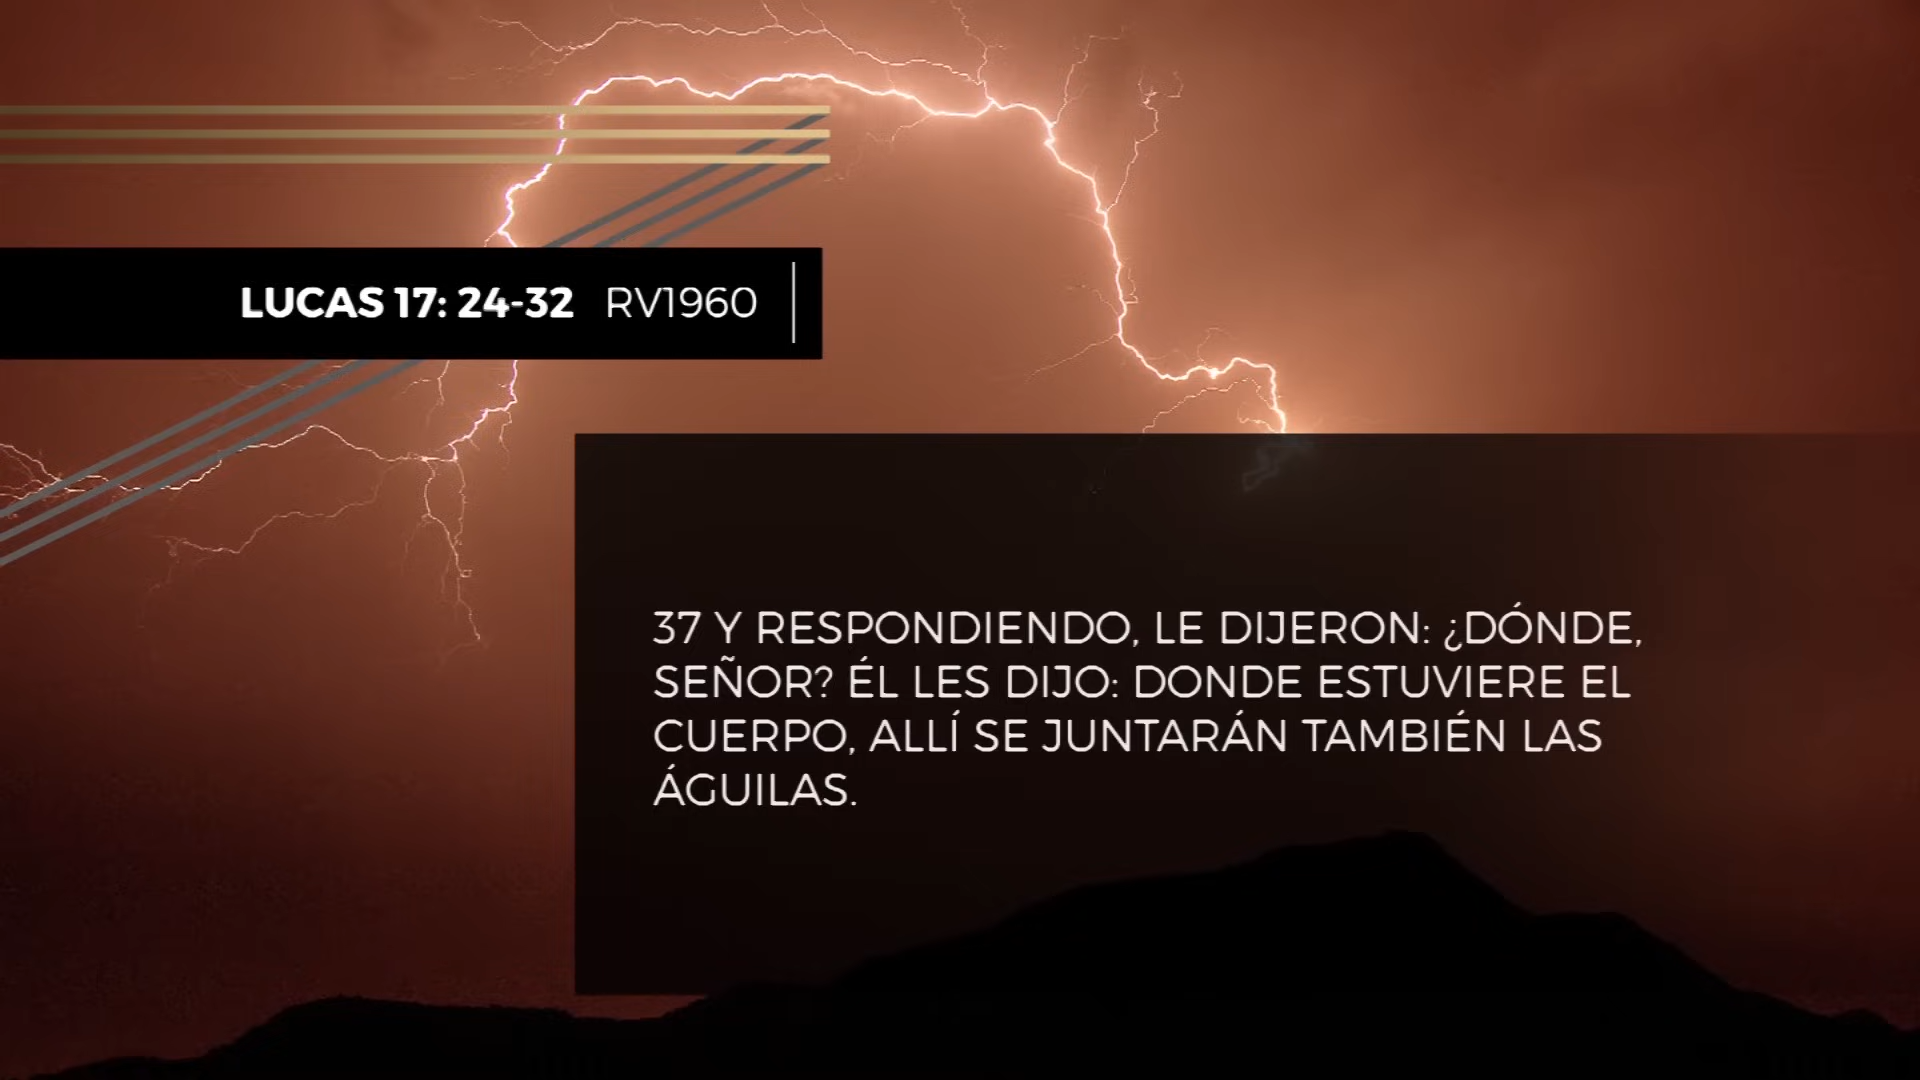 LUCAS 17: 24-32 RV1960
37 Y RESPONDIENDO, LE DIJERON: ¿DÓNDE,
SEÑOR? ÉL LES DIJO: DONDE ESTUVIERE EL
CUERPO, ALLÍ SE JUNTARÁN TAMBIÉN LAS
ÁGUILAS.